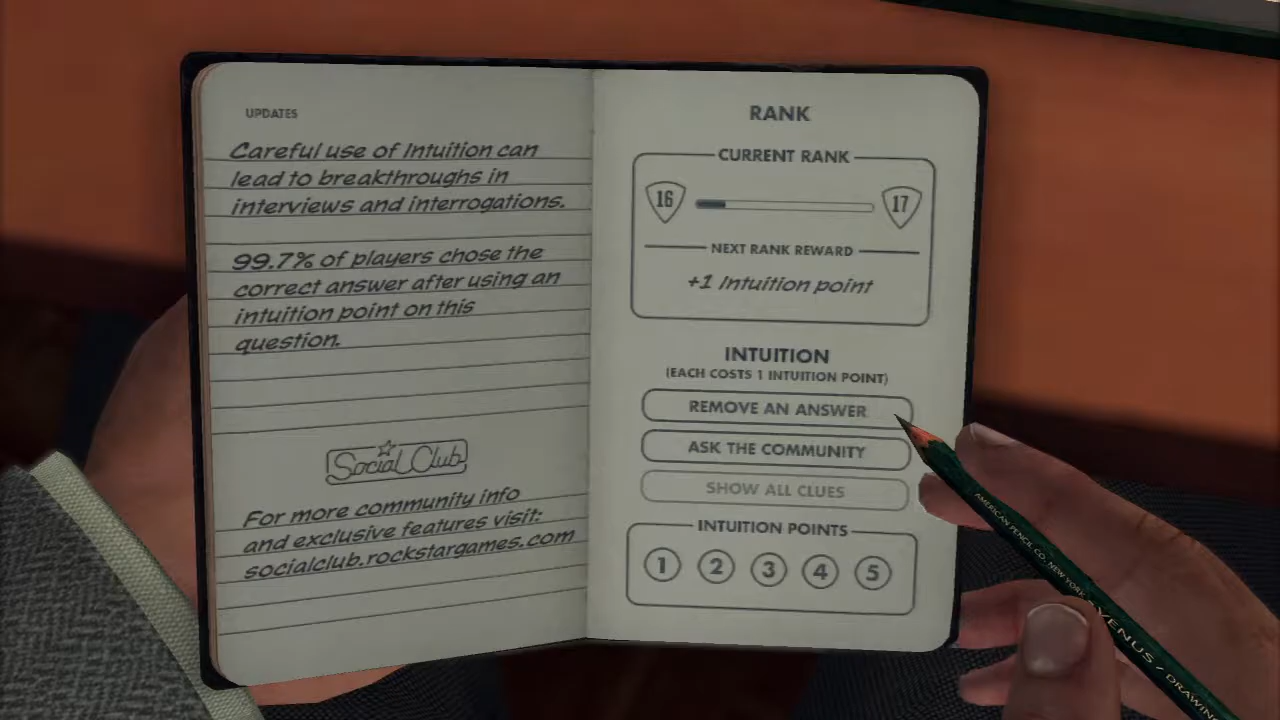 UPDATES
Careful use of Intuition can
lead to breakthroughs in
interviews and interrogations.
99.7% of players chose the
correct answer after using an
intuition point on this
question.
Social Club
For more community info
and exclusive features visit:
socialclub.rockstargames.com
RANK
CURRENT RANK
16
17
NEXT RANK REWARD
+1 Intuition point
INTUITION
(EACH COSTS 1 INTUITION POINT)
REMOVE AN ANSWER
ASK THE COMMUNITY
SHOW ALL CLUES
INTUITION POINTS
1 2 3 4 5
AMERICAN PENCIL CO. NEW YORK
VENUS / DRAWING